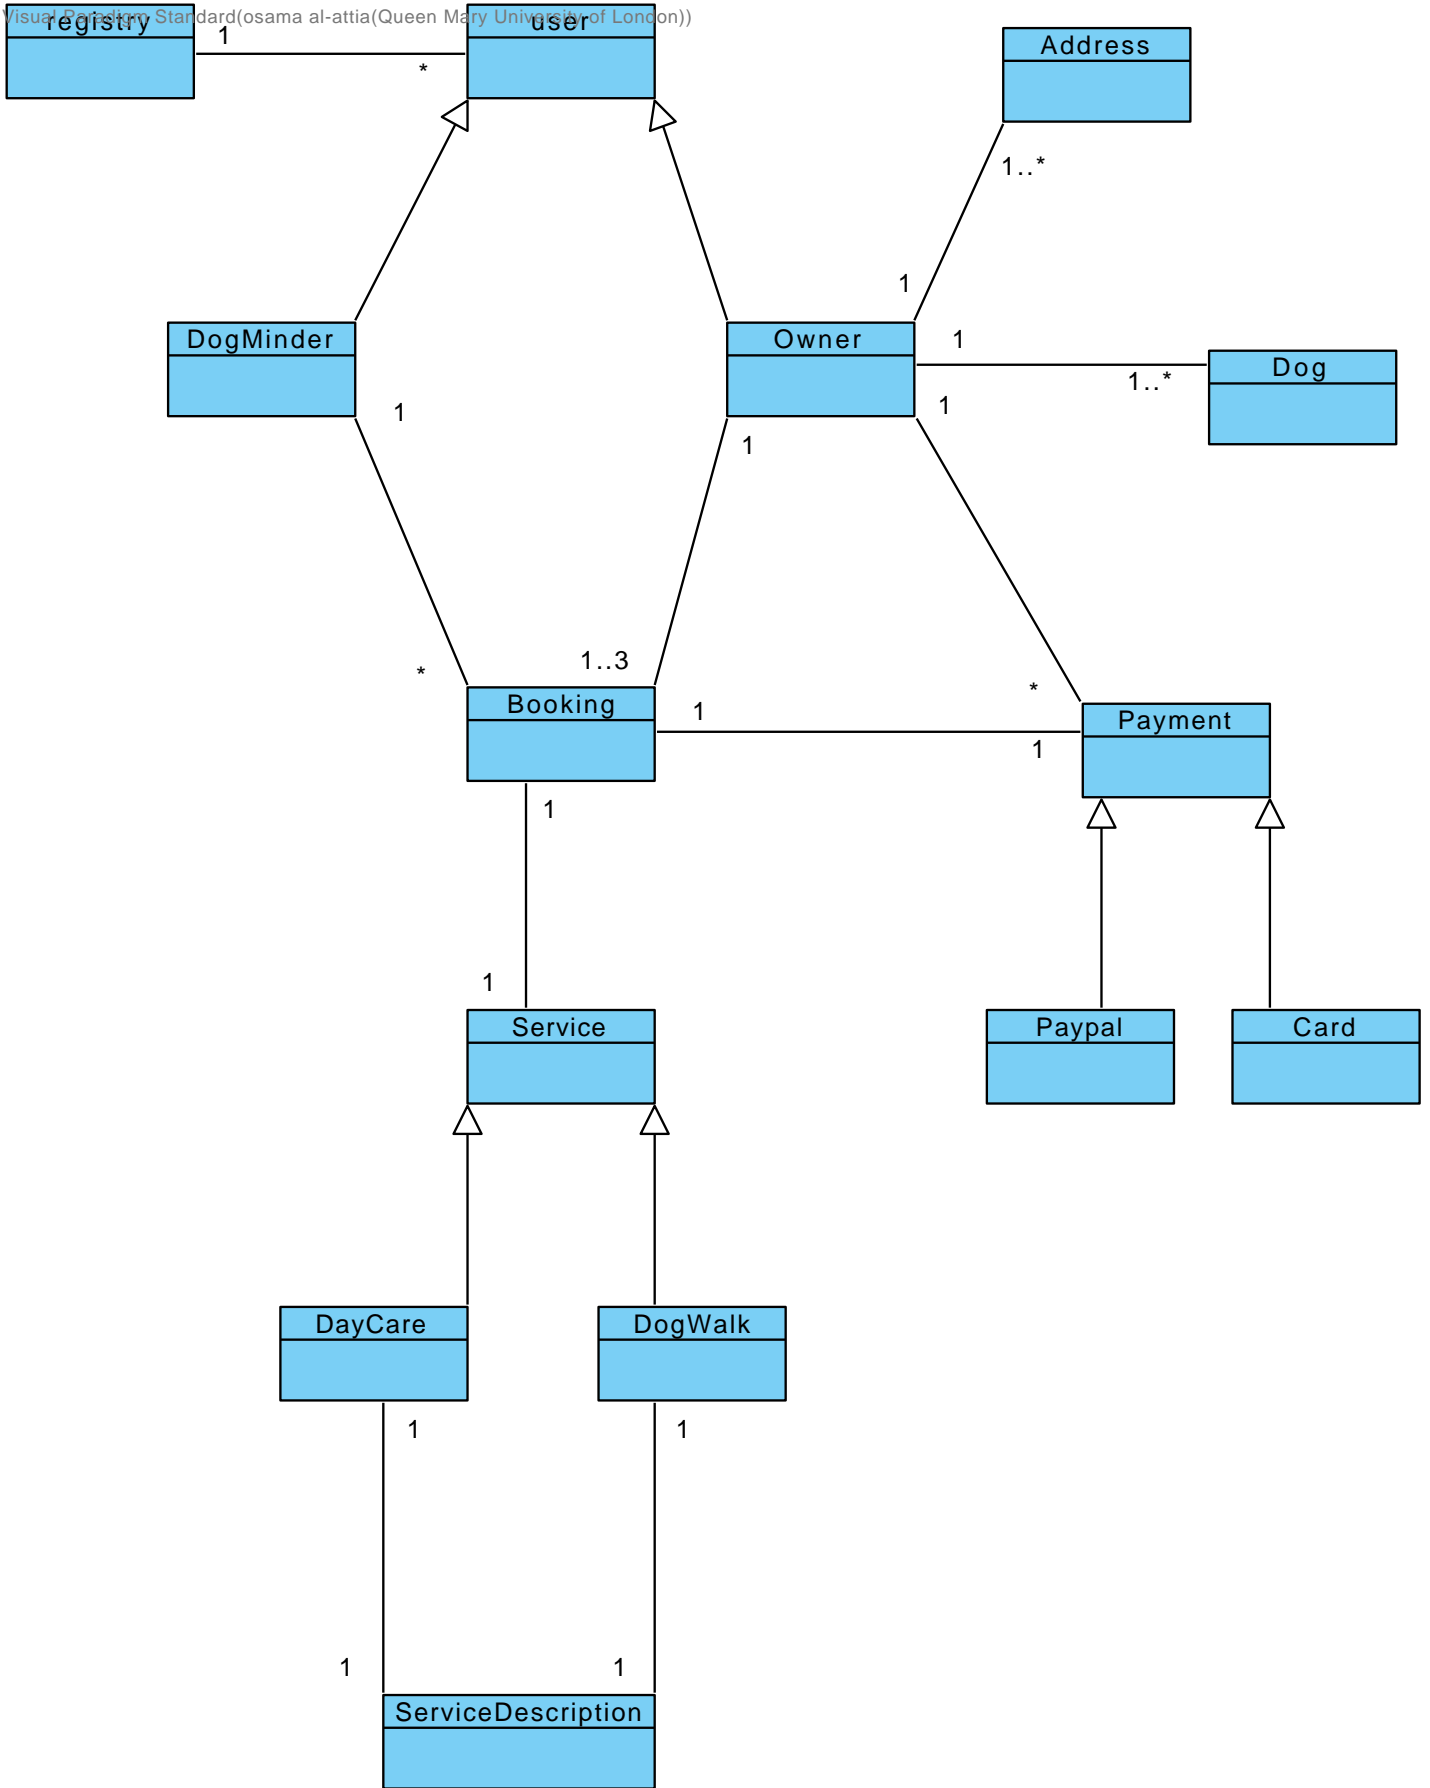 Visual Paradigm Standard(osama al-attia(Queen Mary University of London))
registry
user
1
*
Address
1..*
1
DogMinder
Owner
1
Dog
1..*
1
1
1
1..3
*
*
Booking
1
Payment
1
1
1
Service
Paypal
Card
DayCare
DogWalk
1
1
1
1
ServiceDescription